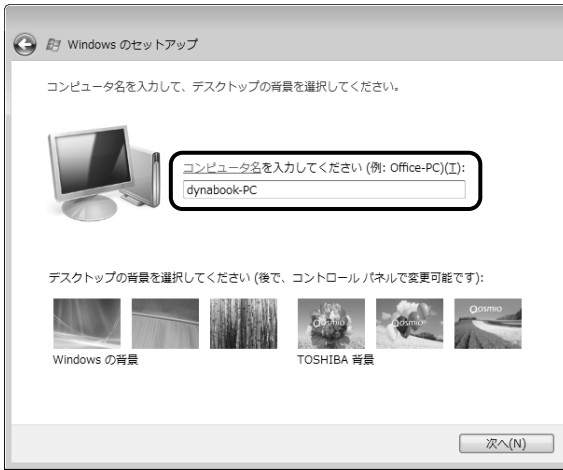 Windows のセットアップ
コンピュータ名を入力して、デスクトップの背景を選択してください。
コンピュータ名を入力してください (例: Office-PC)(T):
dynabook-PC
デスクトップの背景を選択してください (後で、コントロール パネルで変更可能です):
Qosmio
Qosmio
Qosmio
Windows の背景
TOSHIBA 背景
次へ(N)